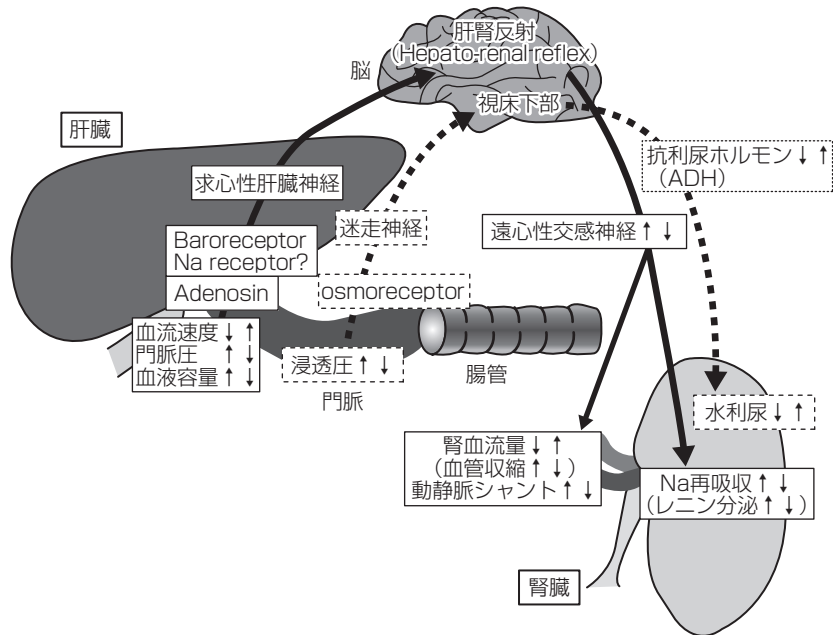 肝腎反射
(Hepato-renal reflex)
脳
視床下部
肝臓
抗利尿ホルモン↓↑
(ADH)
求心性肝臓神経
迷走神経
遠心性交感神経↑↓
Baroreceptor
Na receptor?
Adenosin
osmoreceptor
血流速度↓↑
門脈圧 ↑↓
血液容量↑↓
浸透圧↑↓
門脈
腸管
水利尿↓↑
腎血流量↓↑
(血管収縮↑↓)
動静脈シャント↑↓
Na再吸収↑↓
(レニン分泌↑↓)
腎臓